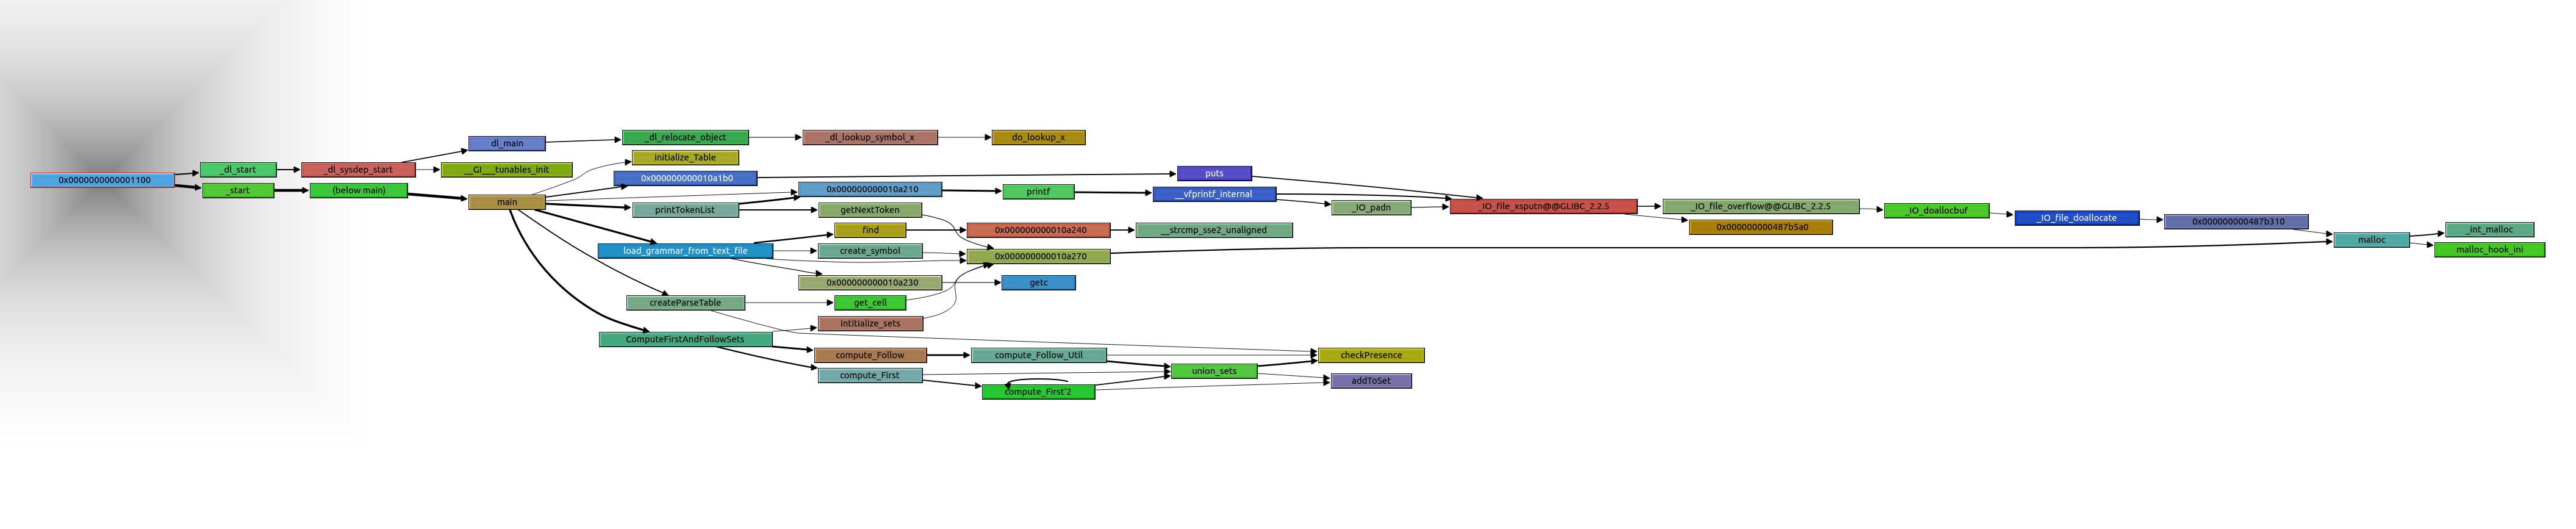 _dl_relocate_object
_dl_lookup_symbol_x
do_lookup_x
dl_main
initialize_Table
0x0000000000001100
_dl_start
_dl_sysdep_start
__GI___tunables_init
0x000000000010a1b0
puts
_start
(below main)
main
0x000000000010a210
printf
__vfprintf_internal
printTokenList
getNextToken
_IO_padn
_IO_file_xsputn@@GLIBC_2.2.5
_IO_file_overflow@@GLIBC_2.2.5
_IO_doallocbuf
_IO_file_doallocate
0x000000000487b310
0x000000000487b5a0
find
0x000000000010a240
__strcmp_sse2_unaligned
malloc
_int_malloc
malloc_hook_ini
load_grammar_from_text_file
create_symbol
0x000000000010a270
0x000000000010a230
getc
createParseTable
get_cell
intitialize_sets
ComputeFirstAndFollowSets
compute_Follow
compute_Follow_Util
checkPresence
compute_First
union_sets
addToSet
compute_First'2